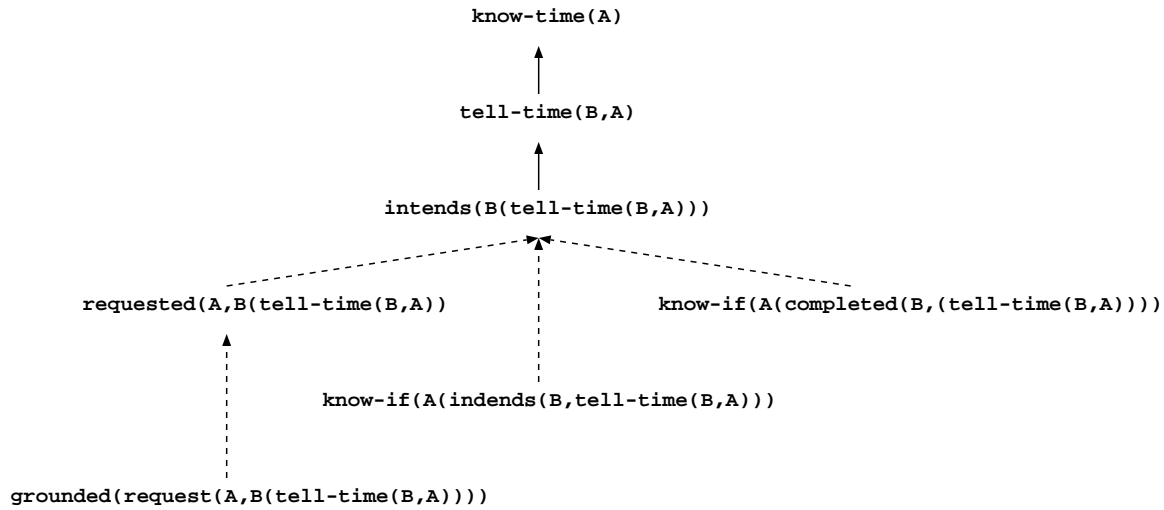 know-time(A)
tell-time(B,A)
intends(B(tell-time(B,A)))
requested(A,B(tell-time(B,A))
know-if(A(completed(B,(tell-time(B,A))))
know-if(A(indends(B,tell-time(B,A)))
grounded(request(A,B(tell-time(B,A))))